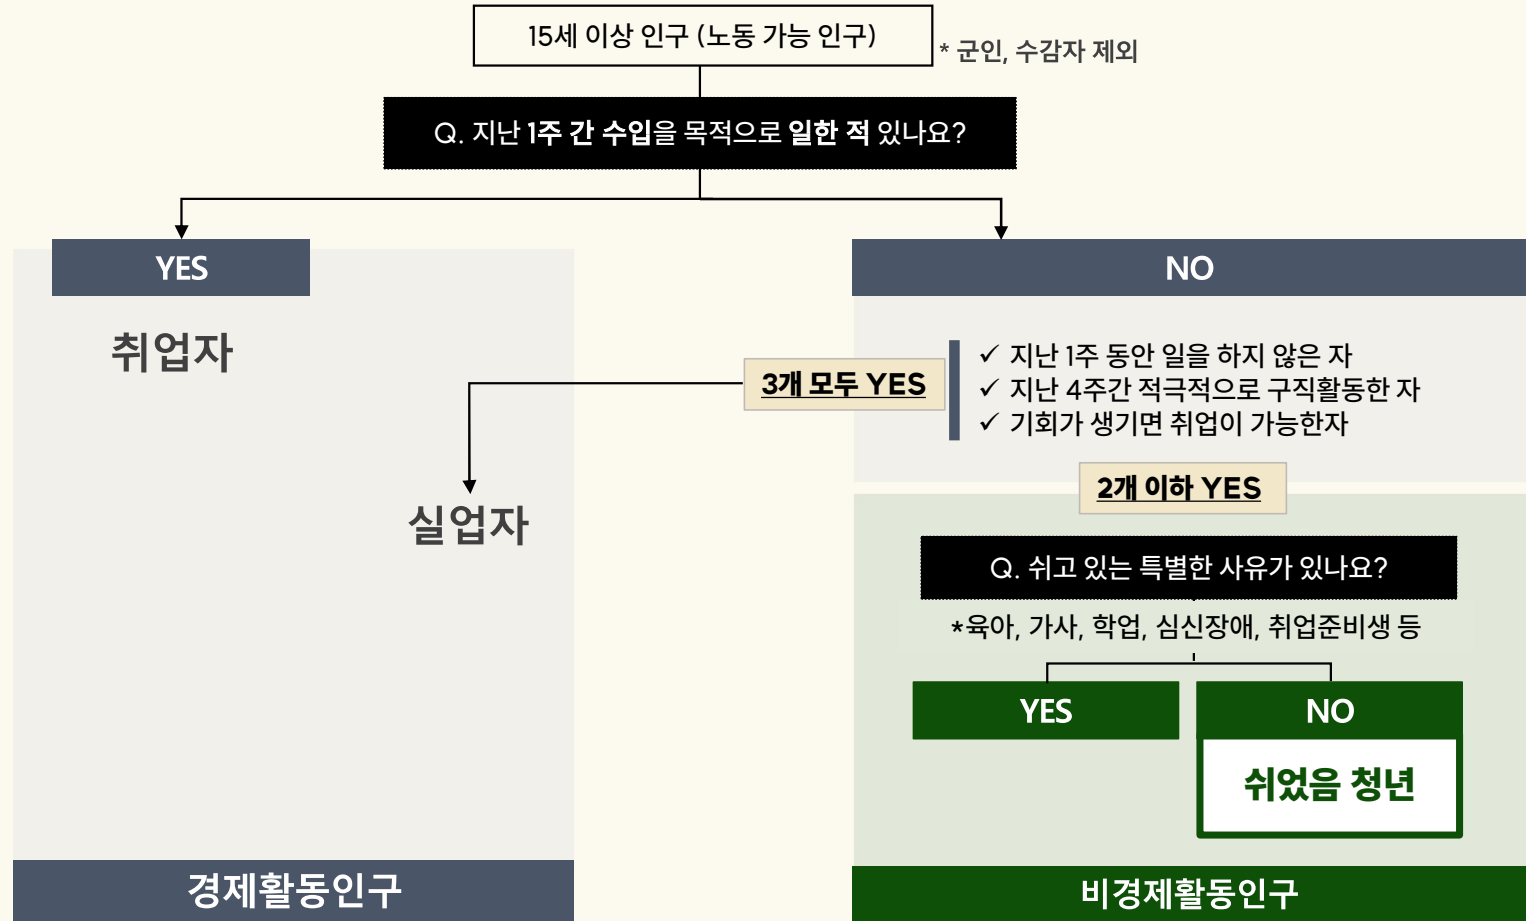 15세 이상 인구 (노동 가능 인구)
* 군인, 수감자 제외
Q. 지난 1주 간 수입을 목적으로 일한 적 있나요?
YES
NO
취업자
3개 모두 YES
✓ 지난 1주 동안 일을 하지 않은 자
✓ 지난 4주간 적극적으로 구직활동한 자
✓ 기회가 생기면 취업이 가능한자
2개 이하 YES
실업자
Q. 쉬고 있는 특별한 사유가 있나요?
*육아, 가사, 학업, 심신장애, 취업준비생 등
YES
NO
쉬었음 청년
경제활동인구
비경제활동인구